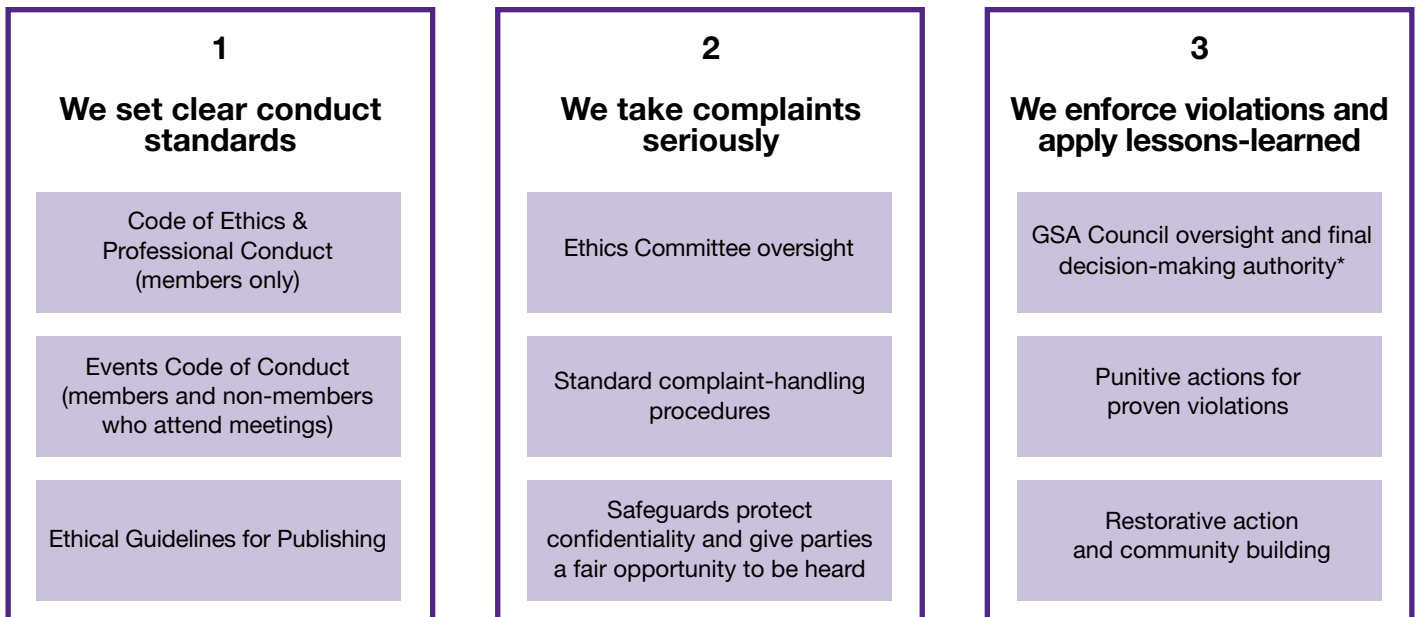 1
We set clear conduct
standards
Code of Ethics &
Professional Conduct
(members only)
Events Code of Conduct
(members and non-members
who attend meetings)
Ethical Guidelines for Publishing
2
We take complaints
seriously
Ethics Committee oversight
Standard complaint-handling
procedures
Safeguards protect
confidentiality and give parties
a fair opportunity to be heard
3
We enforce violations and
apply lessons-learned
GSA Council oversight and final
decision-making authority*
Punitive actions for
proven violations
Restorative action
and community building